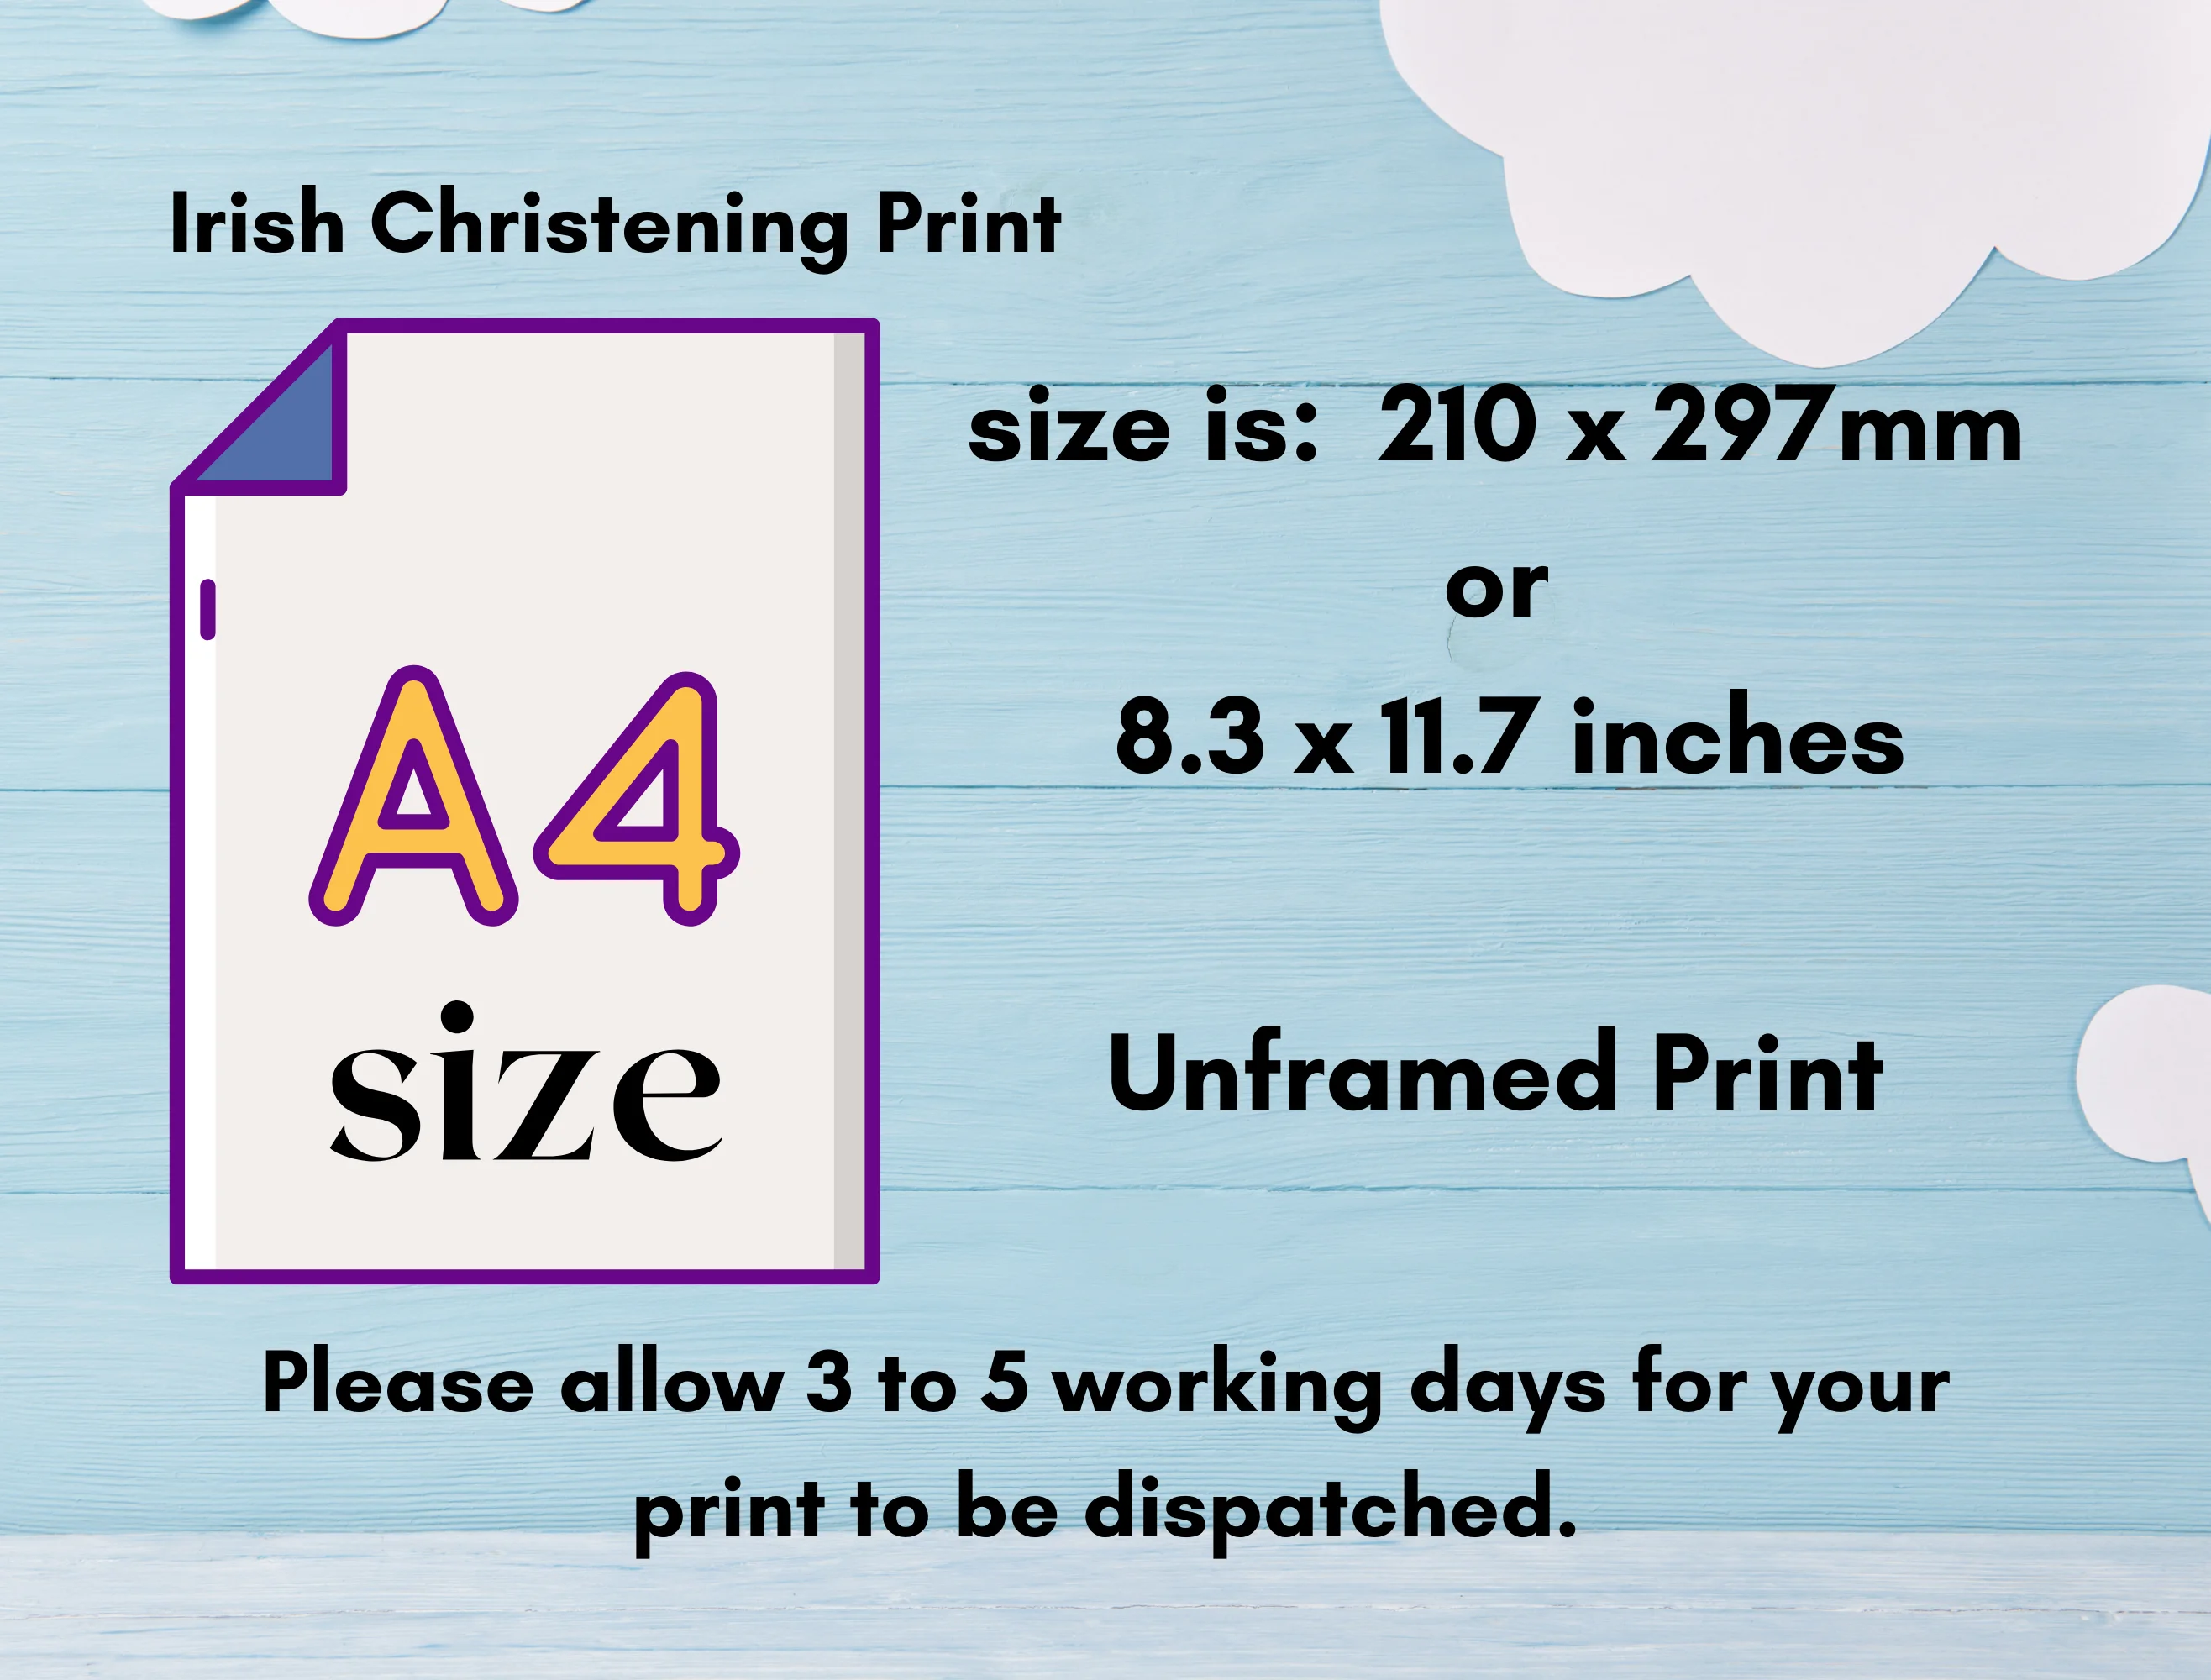 Irish Christening Print
size is: 210 x 297mm
or
8.3 x 11.7 inches
A4
size
Unframed Print
Please allow 3 to 5 working days for your
print to be dispatched.